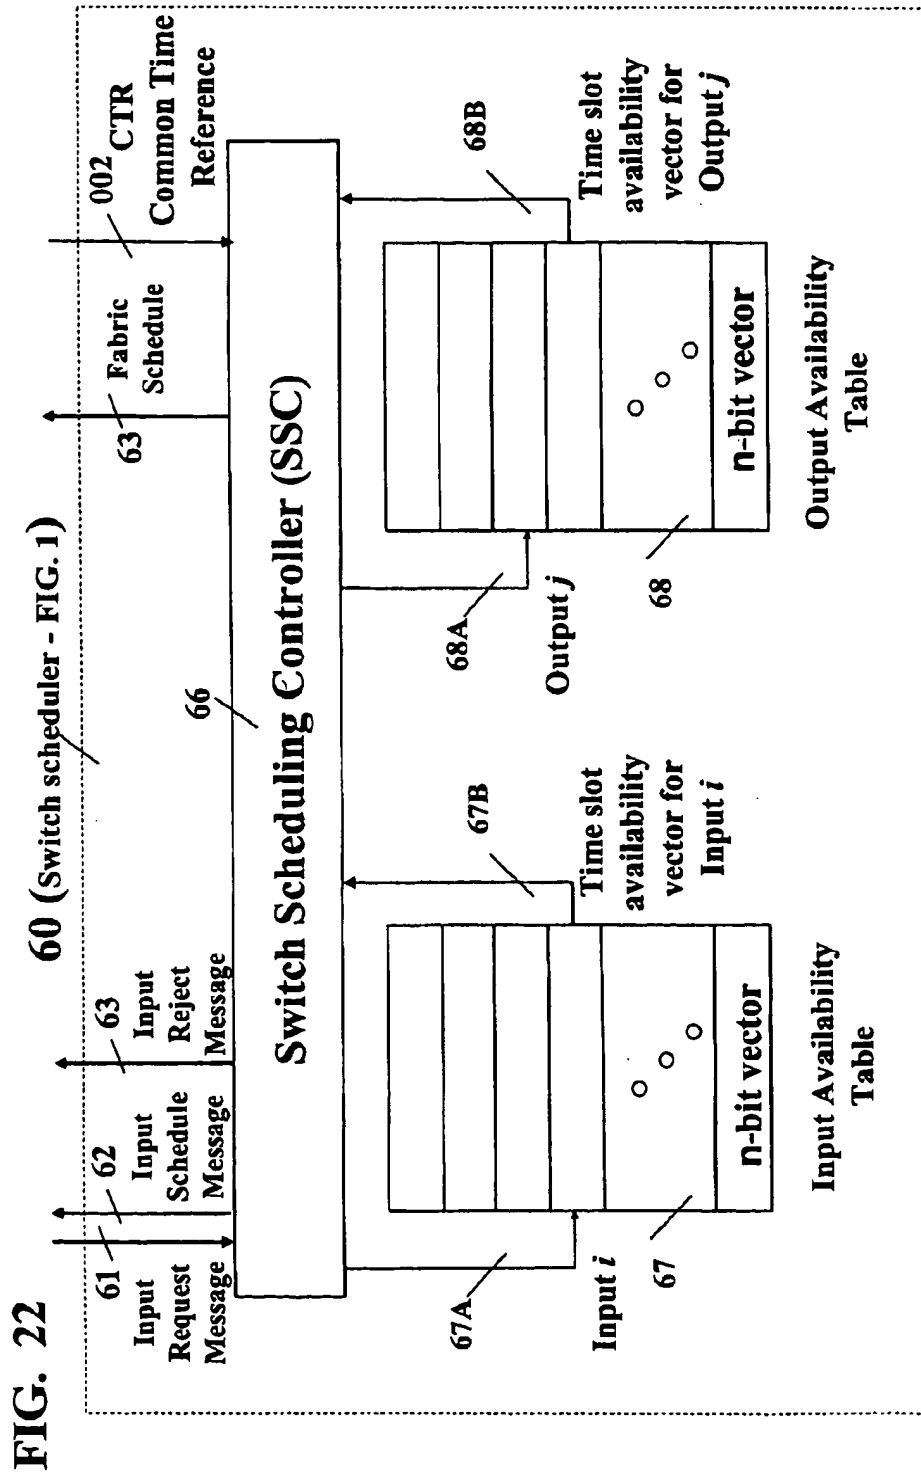 FIG. 22
60 (Switch scheduler - FIG. 1)
61
Input
Request
Message
62
Input
Schedule
Message
63
Input
Reject
Message
63
Fabric
Schedule
002
CTR
Common Time
Reference
66
Switch Scheduling Controller (SSC)
67A
Input i
67
n-bit vector
67B
Time slot
availability
vector for
Input i
Input Availability
Table
68A
Output j
68
n-bit vector
68B
Time slot
availability
vector for
Output j
Output Availability
Table